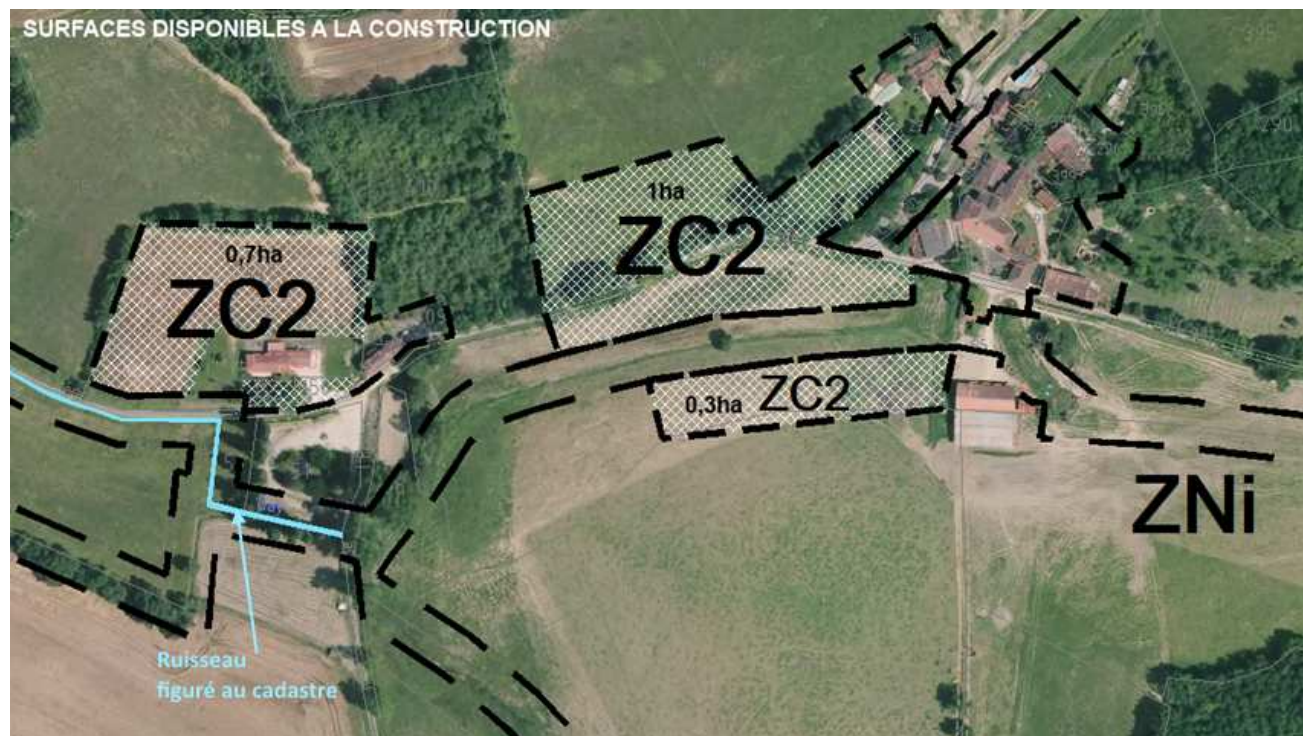 SURFACES DISPONIBLES A LA CONSTRUCTION
1ha
ZC2
0,7ha
ZC2
0,3ha ZC2
ZNi
Ruisseau
figuré au cadastre